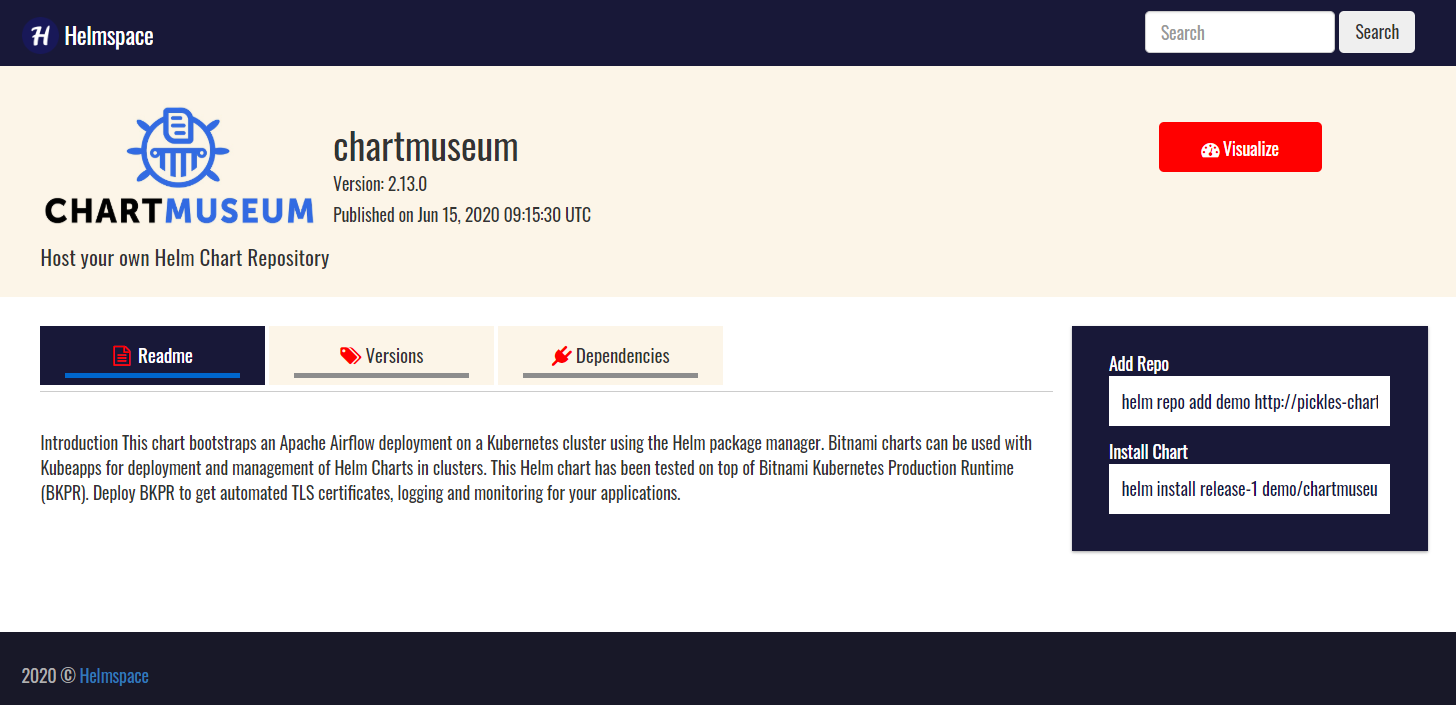 H Helmspace
Search
Search
CHARTMUSEUM
chartmuseum
Version: 2.13.0
Published on Jun 15, 2020 09:15:30 UTC
Visualize
Host your own Helm Chart Repository
Readme
Versions
Dependencies
Introduction This chart bootstraps an Apache Airflow deployment on a Kubernetes cluster using the Helm package manager. Bitnami charts can be used with
Kubeapps for deployment and management of Helm Charts in clusters. This Helm chart has been tested on top of Bitnami Kubernetes Production Runtime
(BKPR). Deploy BKPR to get automated TLS certificates, logging and monitoring for your applications.
Add Repo
helm repo add demo http://pickles-chart
Install Chart
helm install release-1 demo/chartmuseu
2020 © Helmspace